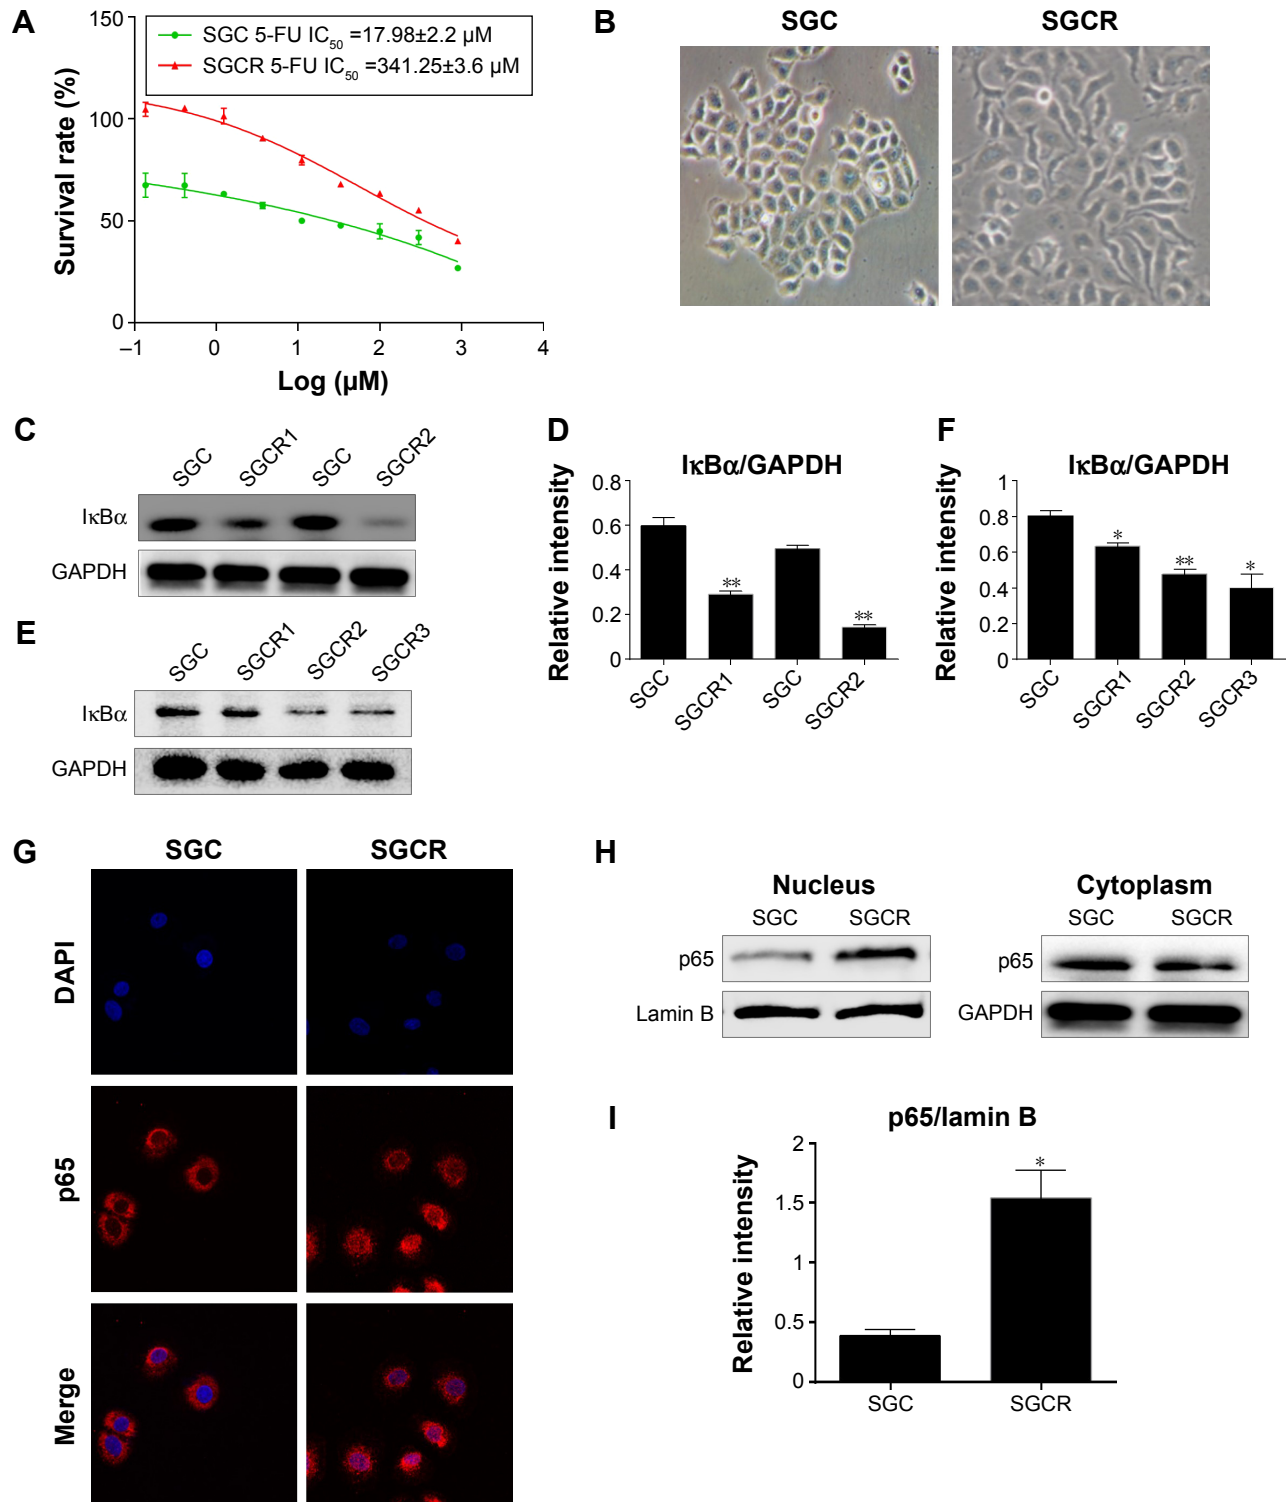 A
150
100
50
0
Survival rate (%)
SGC 5-FU IC50 =17.98±2.2 µM
SGCR 5-FU IC50 =341.25±3.6 µM
–1 0 1 2 3 4
Log (µM)
B
SGC SGCR
C
SGC SGCR1 SGC SGCR2
IκBα
GAPDH
D
IκBα/GAPDH
Relative intensity
0.8
0.6
0.4
0.2
0
** **
SGC SGCR1 SGC SGCR2
F
IκBα/GAPDH
Relative intensity
1
0.8
0.6
0.4
0.2
0
* ** *
SGC SGCR1 SGCR2 SGCR3
E
SGC SGCR1 SGCR2 SGCR3
IκBα
GAPDH
G
SGC SGCR
DAPI
p65
Merge
H
Nucleus Cytoplasm
SGC SGCR SGC SGCR
p65 p65
Lamin B GAPDH
I
p65/lamin B
Relative intensity
2
1.5
1
0.5
0
*
SGC SGCR